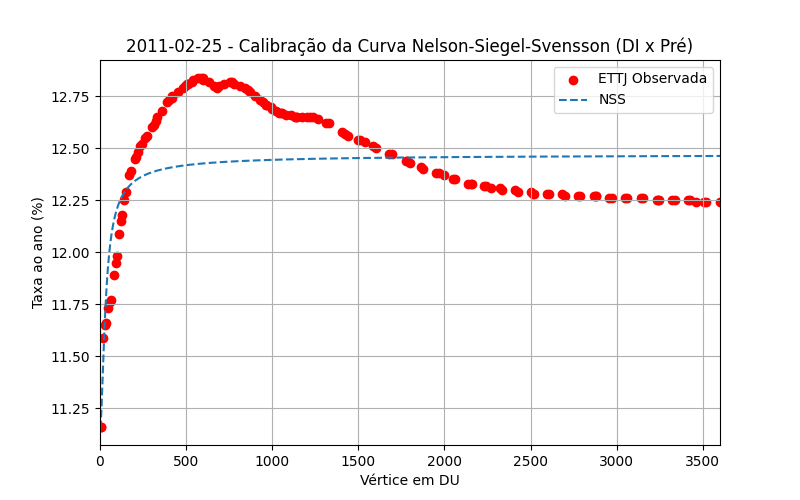 2011-02-25 - Calibração da Curva Nelson-Siegel-Svensson (DI x Pré)
ETTJ Observada
NSS
Taxa ao ano (%)
12.75
12.50
12.25
12.00
11.75
11.50
11.25
0 500 1000 1500 2000 2500 3000 3500
Vértice em DU